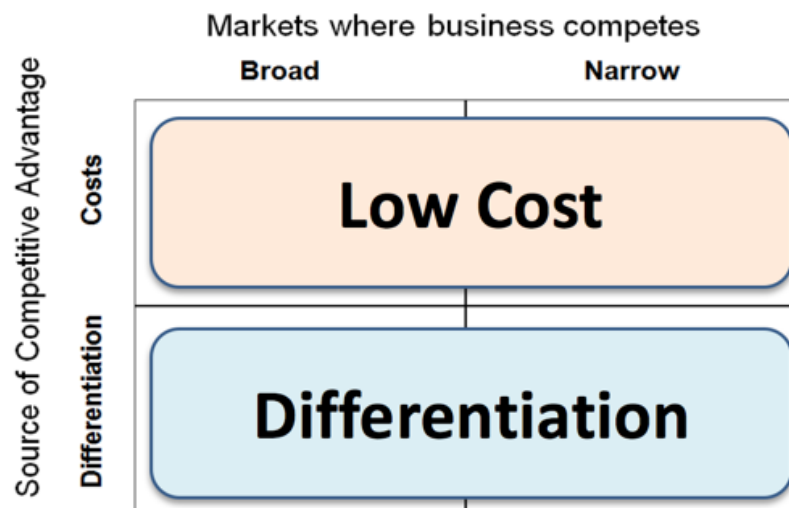 Markets where business competes
Broad
Narrow
Source of Competitive Advantage
Costs
Low Cost
Differentiation
Differentiation